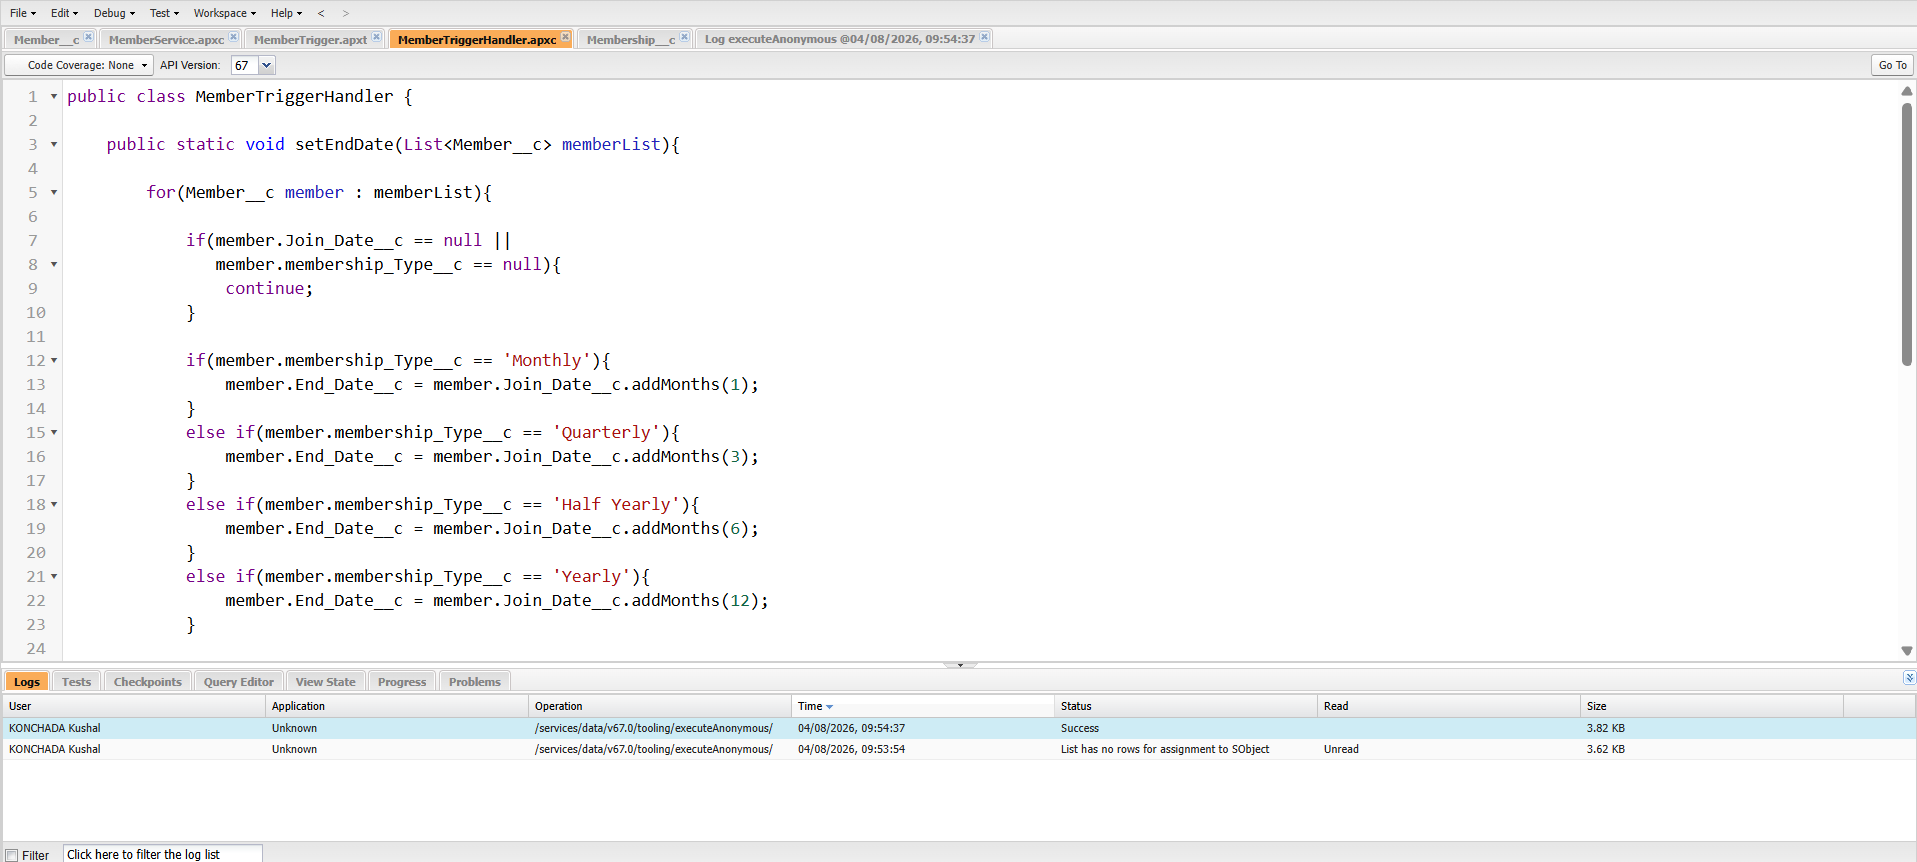 File Edit Debug Test Workspace Help < >
Member__c MemberService.apxc MemberTrigger.apxt MemberTriggerHandler.apxc Membership__c Log executeAnonymous @04/08/2026, 09:54:37
Code Coverage: None API Version: 67 Go To
1 public class MemberTriggerHandler {
2
3 public static void setEndDate(List<Member__c> memberList){
4
5 for(Member__c member : memberList){
6
7 if(member.Join_Date__c == null ||
8 member.membership_Type__c == null){
9 continue;
10 }
11
12 if(member.membership_Type__c == 'Monthly'){
13 member.End_Date__c = member.Join_Date__c.addMonths(1);
14 }
15 else if(member.membership_Type__c == 'Quarterly'){
16 member.End_Date__c = member.Join_Date__c.addMonths(3);
17 }
18 else if(member.membership_Type__c == 'Half Yearly'){
19 member.End_Date__c = member.Join_Date__c.addMonths(6);
20 }
21 else if(member.membership_Type__c == 'Yearly'){
22 member.End_Date__c = member.Join_Date__c.addMonths(12);
23 }
24
Logs Tests Checkpoints Query Editor View State Progress Problems
User Application Operation Time Status Read Size
KONCHADA Kushal Unknown /services/data/v67.0/tooling/executeAnonymous/ 04/08/2026, 09:54:37 Success 3.82 KB
KONCHADA Kushal Unknown /services/data/v67.0/tooling/executeAnonymous/ 04/08/2026, 09:53:54 List has no rows for assignment to SObject Unread 3.62 KB
Filter Click here to filter the log list